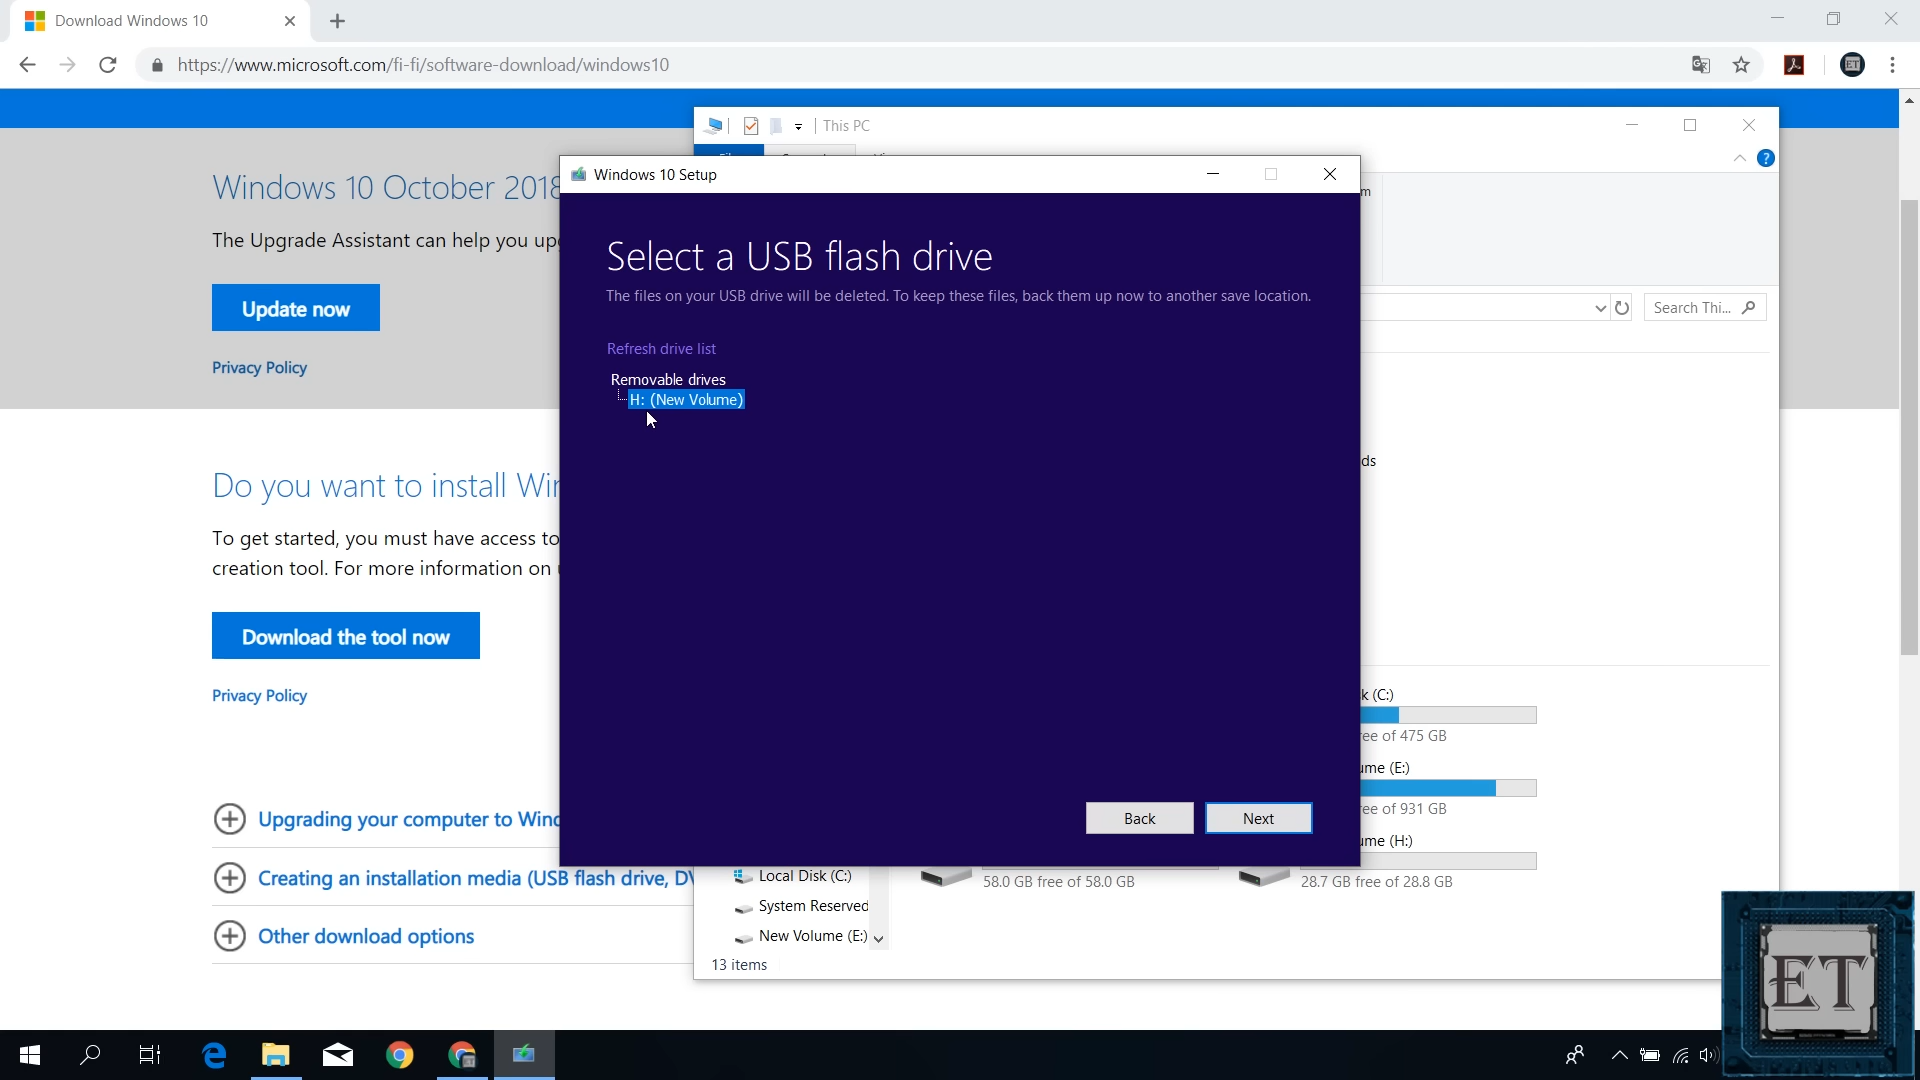 Download Windows 10
https://www.microsoft.com/fi-fi/software-download/windows10
This PC
Windows 10 October 2018
The Upgrade Assistant can help you up
Update now
Privacy Policy
Do you want to install Wi
To get started, you must have access to
creation tool. For more information on
Download the tool now
Privacy Policy
Upgrading your computer to Wind
Creating an installation media (USB flash drive, DV
Other download options
Windows 10 Setup
Select a USB flash drive
The files on your USB drive will be deleted. To keep these files, back them up now to another save location.
Refresh drive list
Removable drives
H: (New Volume)
Back
Next
m
Search Thi...
ds
k (C:)
ree of 475 GB
ume (E:)
ree of 931 GB
ume (H:)
58.0 GB free of 58.0 GB
28.7 GB free of 28.8 GB
Local Disk (C:)
System Reserved
New Volume (E:)
13 items
ET
ET